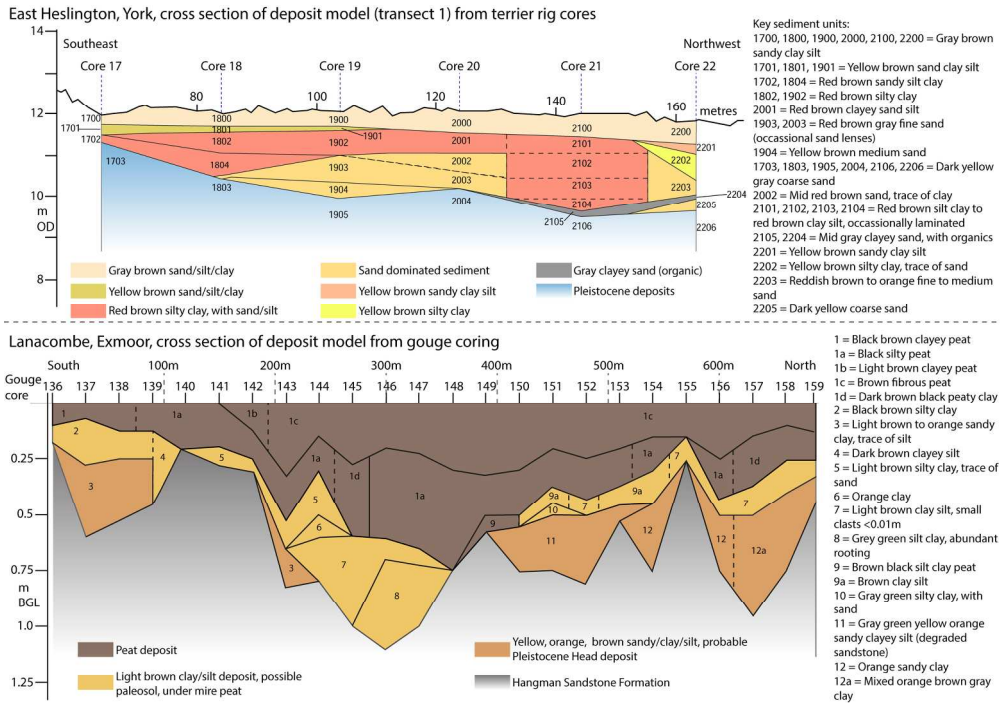 East Heslington, York, cross section of deposit model (transect 1) from terrier rig cores
14
Southeast
Northwest
Core 17
Core 18
Core 19
Core 20
Core 21
Core 22
80
100
120
140
160
metres
12
1700
1800
1900
2000
2100
2200
1701
1801
1901
1702
1802
1902
2001
2101
2201
1703
1804
1903
2002
2102
2202
1803
1904
2003
2103
2203
2204
10
m
OD
1905
2004
2104
2105
2106
2205
2206
8
Gray brown sand/silt/clay
Yellow brown sand/silt/clay
Red brown silty clay, with sand/silt
Sand dominated sediment
Yellow brown sandy clay silt
Yellow brown silty clay
Gray clayey sand (organic)
Pleistocene deposits
Key sediment units:
1700, 1800, 1900, 2000, 2100, 2200 = Gray brown
sandy clay silt
1701, 1801, 1901 = Yellow brown sand clay silt
1702, 1804 = Red brown sandy silt clay
1802, 1902 = Red brown silty clay
2001 = Red brown clayey sand silt
1903, 2003 = Red brown gray fine sand
(occassional sand lenses)
1904 = Yellow brown medium sand
1703, 1803, 1905, 2004, 2106, 2206 = Dark yellow
gray coarse sand
2002 = Mid red brown sand, trace of clay
2101, 2102, 2103, 2104 = Red brown silt clay to
red brown clay silt, occassionally laminated
2105, 2204 = Mid gray clayey sand, with organics
2201 = Yellow brown sandy clay silt
2202 = Yellow brown silty clay, trace of sand
2203 = Reddish brown to orange fine to medium
sand
2205 = Dark yellow coarse sand
Lanacombe, Exmoor, cross section of deposit model from gouge coring
South
100m
200m
300m
400m
500m
600m
North
Gouge
core
136 137 138 139 140 141 142 143 144 145 146 147 148 149 150 151 152 153 154 155 156 157 158 159
1
1a
1b
1c
1c
2
0.25
4
5
1a
1d
1a
7
1a
1d
3
5
1a
9a
9a
0.5
6
9
10
7
7
11
12
12
12a
3
7
8
0.75
m
BGL
1.0
1.25
Peat deposit
Light brown clay/silt deposit, possible
paleosol, under mire peat
Yellow, orange, brown sandy/clay/silt, probable
Pleistocene Head deposit
Hangman Sandstone Formation
1 = Black brown clayey peat
1a = Black silty peat
1b = Light brown clayey peat
1c = Brown fibrous peat
1d = Dark brown black peaty clay
2 = Black brown silty clay
3 = Light brown to orange sandy
clay, trace of silt
4 = Dark brown clayey silt
5 = Light brown silty clay, trace of
sand
6 = Orange clay
7 = Light brown clay silt, small
clasts <0.01m
8 = Grey green silt clay, abundant
rooting
9 = Brown black silt clay peat
9a = Brown clay silt
10 = Gray green silty clay, with
sand
11 = Gray green yellow orange
sandy clayey silt (degraded
sandstone)
12 = Orange sandy clay
12a = Mixed orange brown gray
clay